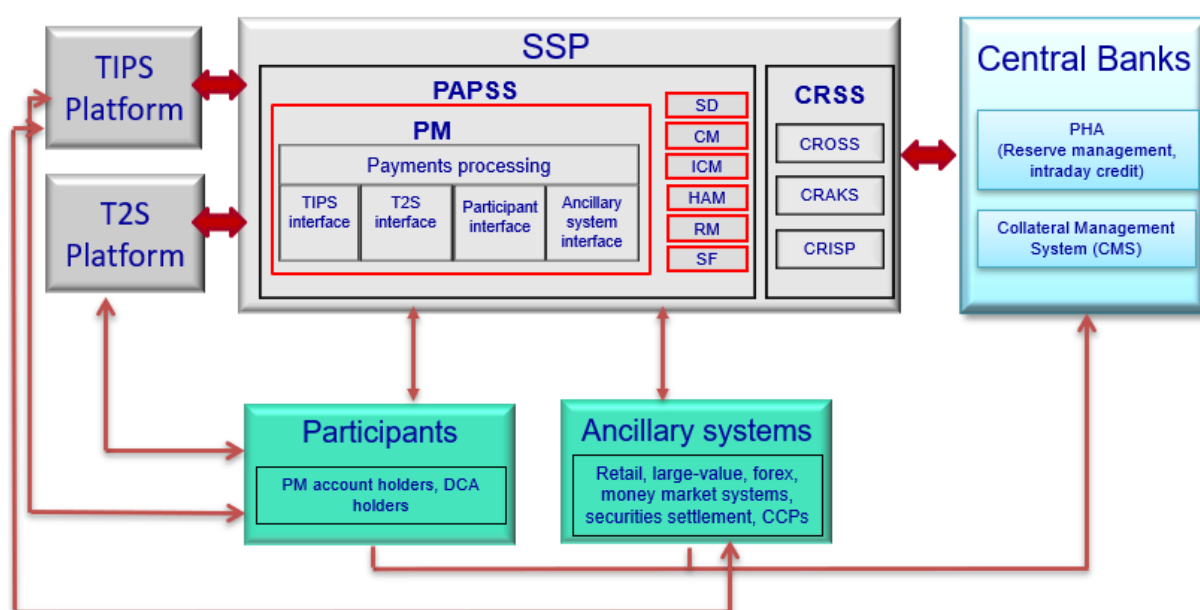 TIPS
Platform
T2S
Platform
SSP
PAPSS
PM
Payments processing
TIPS
interface
T2S
interface
Participant
interface
Ancillary
system
interface
SD
CM
ICM
HAM
RM
SF
CRSS
CROSS
CRAKS
CRISP
Central Banks
PHA
(Reserve management,
intraday credit)
Collateral Management
System (CMS)
Participants
PM account holders, DCA
holders
Ancillary systems
Retail, large-value, forex,
money market systems,
securities settlement, CCPs